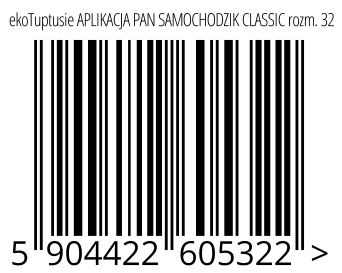 ekoTuptusie APLIKACJA PAN SAMOCHODZIK CLASSIC rozm. 32
5 904422 605322 >